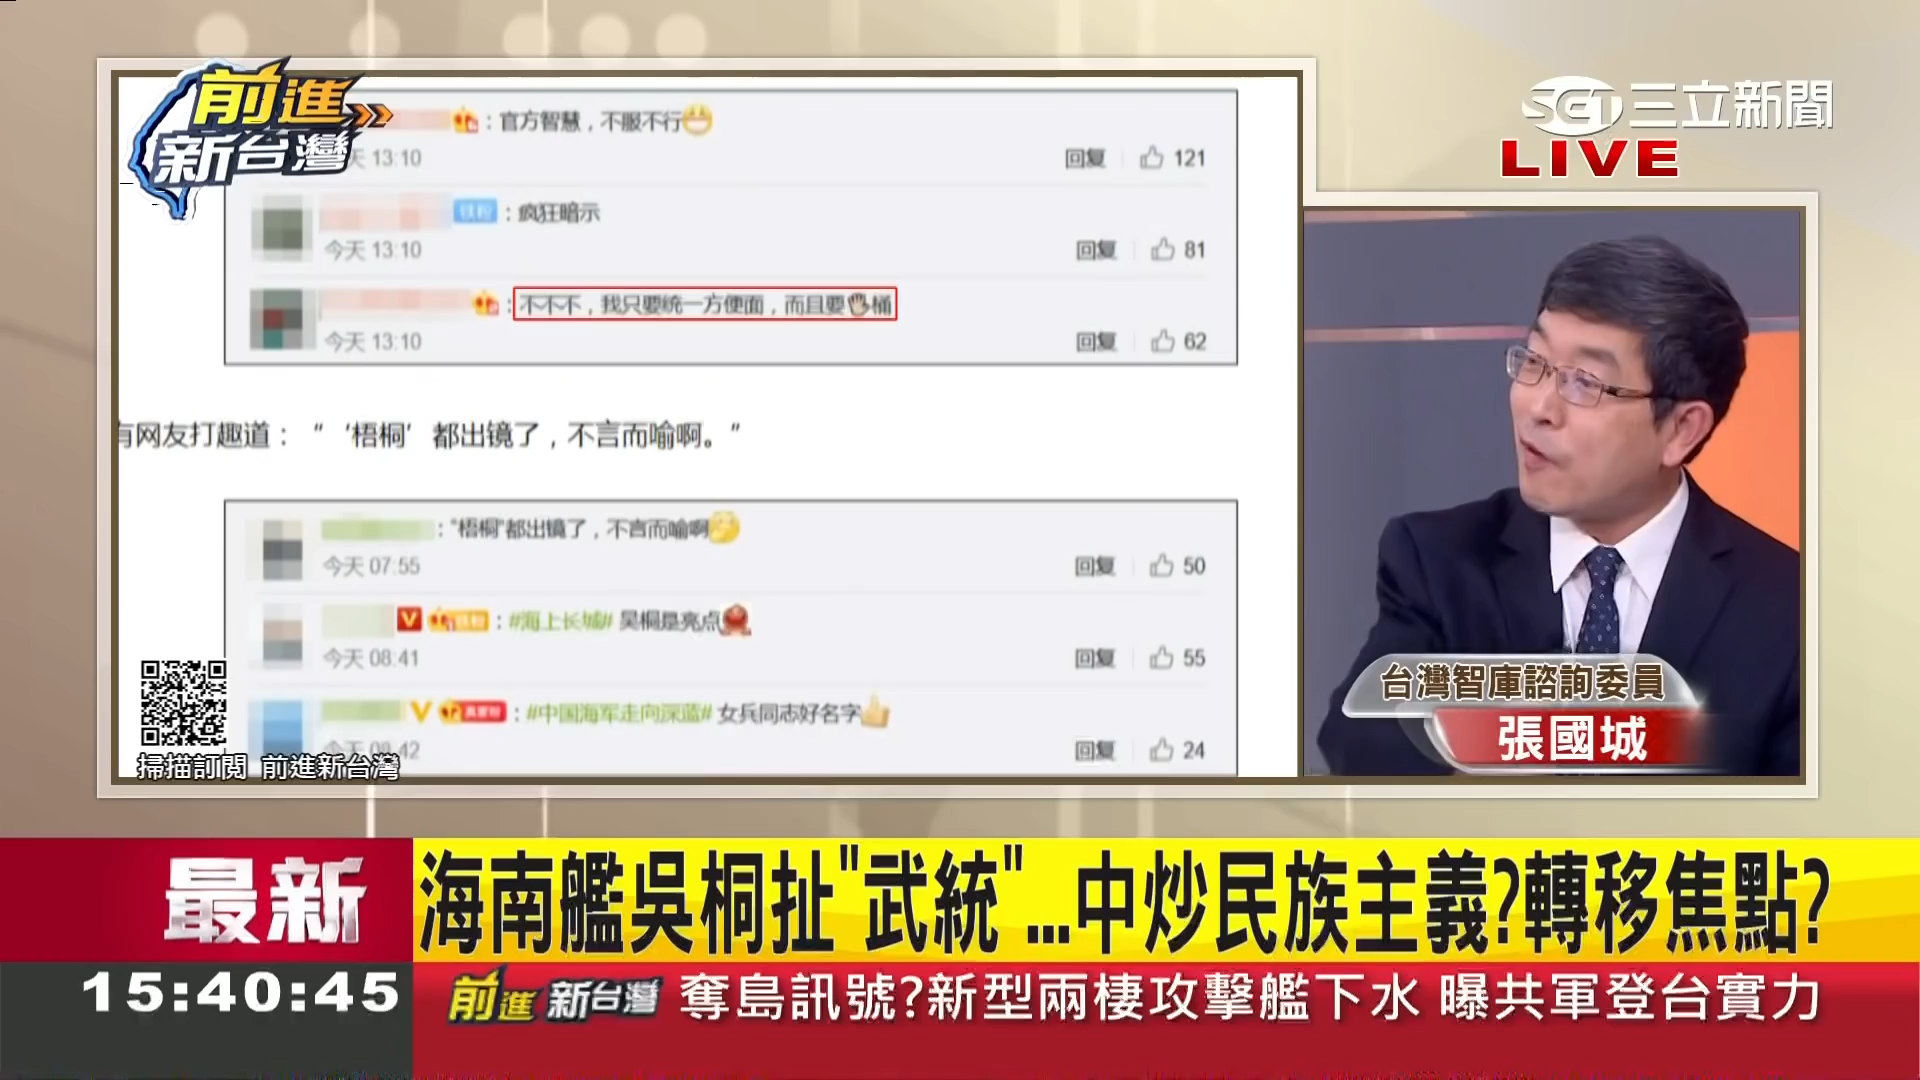 前進
新台灣
SET三立新聞
LIVE
：官方智慧，不服不行
天 13:10
回复 121
铁粉：疯狂暗示
今天 13:10
回复 81
：不不不，我只要统一方便面，而且要 桶
今天 13:10
回复 62
有网友打趣道：“‘梧桐’都出镜了，不言而喻啊。”
："梧桐"都出镜了，不言而喻啊
今天 07:55
回复 50
V ：#海上长城# 吴桐是亮点
今天 08:41
回复 55
V ：#中国海军走向深蓝# 女兵同志好名字
今天 08:42
回复 24
掃描訂閱 前進新台灣
台灣智庫諮詢委員
張國城
最新
海南艦吳桐扯"武統"...中炒民族主義?轉移焦點?
15:40:45
前進新台灣 奪島訊號?新型兩棲攻擊艦下水 曝共軍登台實力